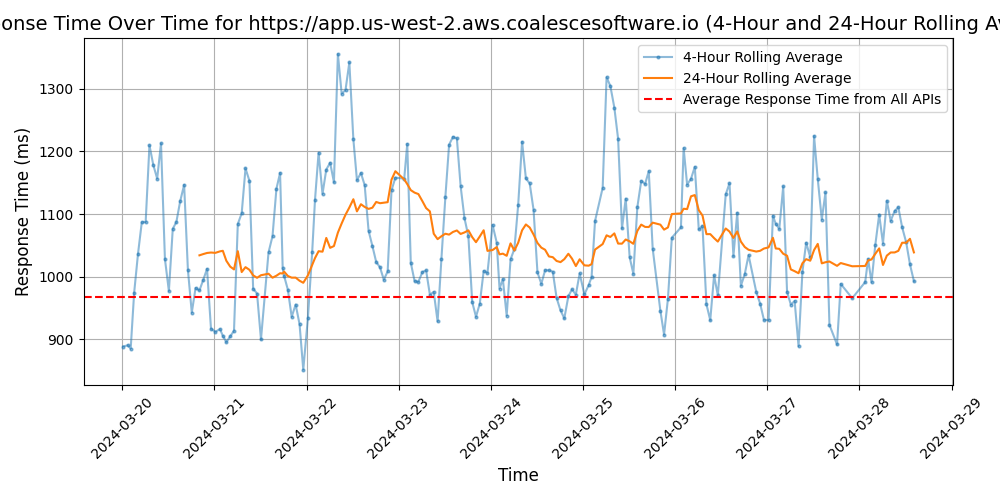 onse Time Over Time for https://app.us-west-2.aws.coalescesoftware.io (4-Hour and 24-Hour Rolling Av
4-Hour Rolling Average
24-Hour Rolling Average
Average Response Time from All APIs
Response Time (ms)
1300
1200
1100
1000
900
2024-03-20
2024-03-21
2024-03-22
2024-03-23
2024-03-24
2024-03-25
2024-03-26
2024-03-27
2024-03-28
2024-03-29
Time